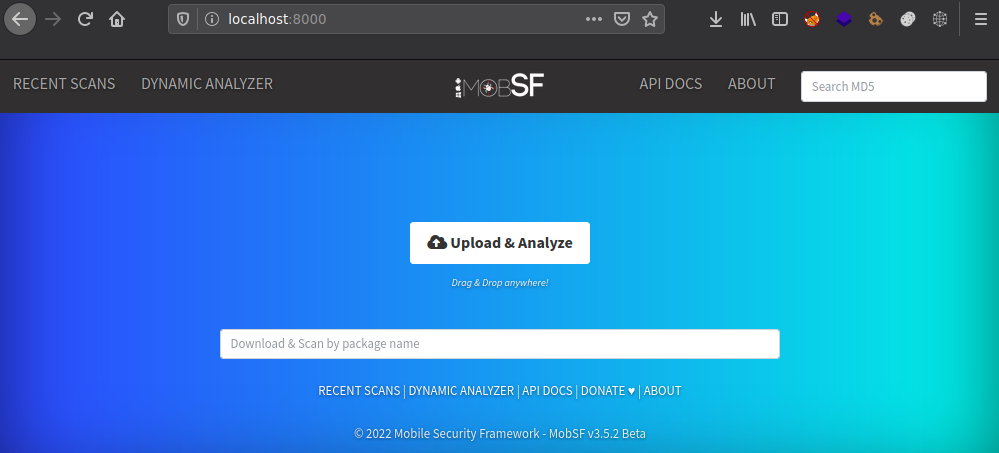 localhost:8000
RECENT SCANS DYNAMIC ANALYZER MOBSF API DOCS ABOUT Search MD5
Upload & Analyze
Drag & Drop anywhere!
Download & Scan by package name
RECENT SCANS | DYNAMIC ANALYZER | API DOCS | DONATE ♥ | ABOUT
© 2022 Mobile Security Framework - MobSF v3.5.2 Beta